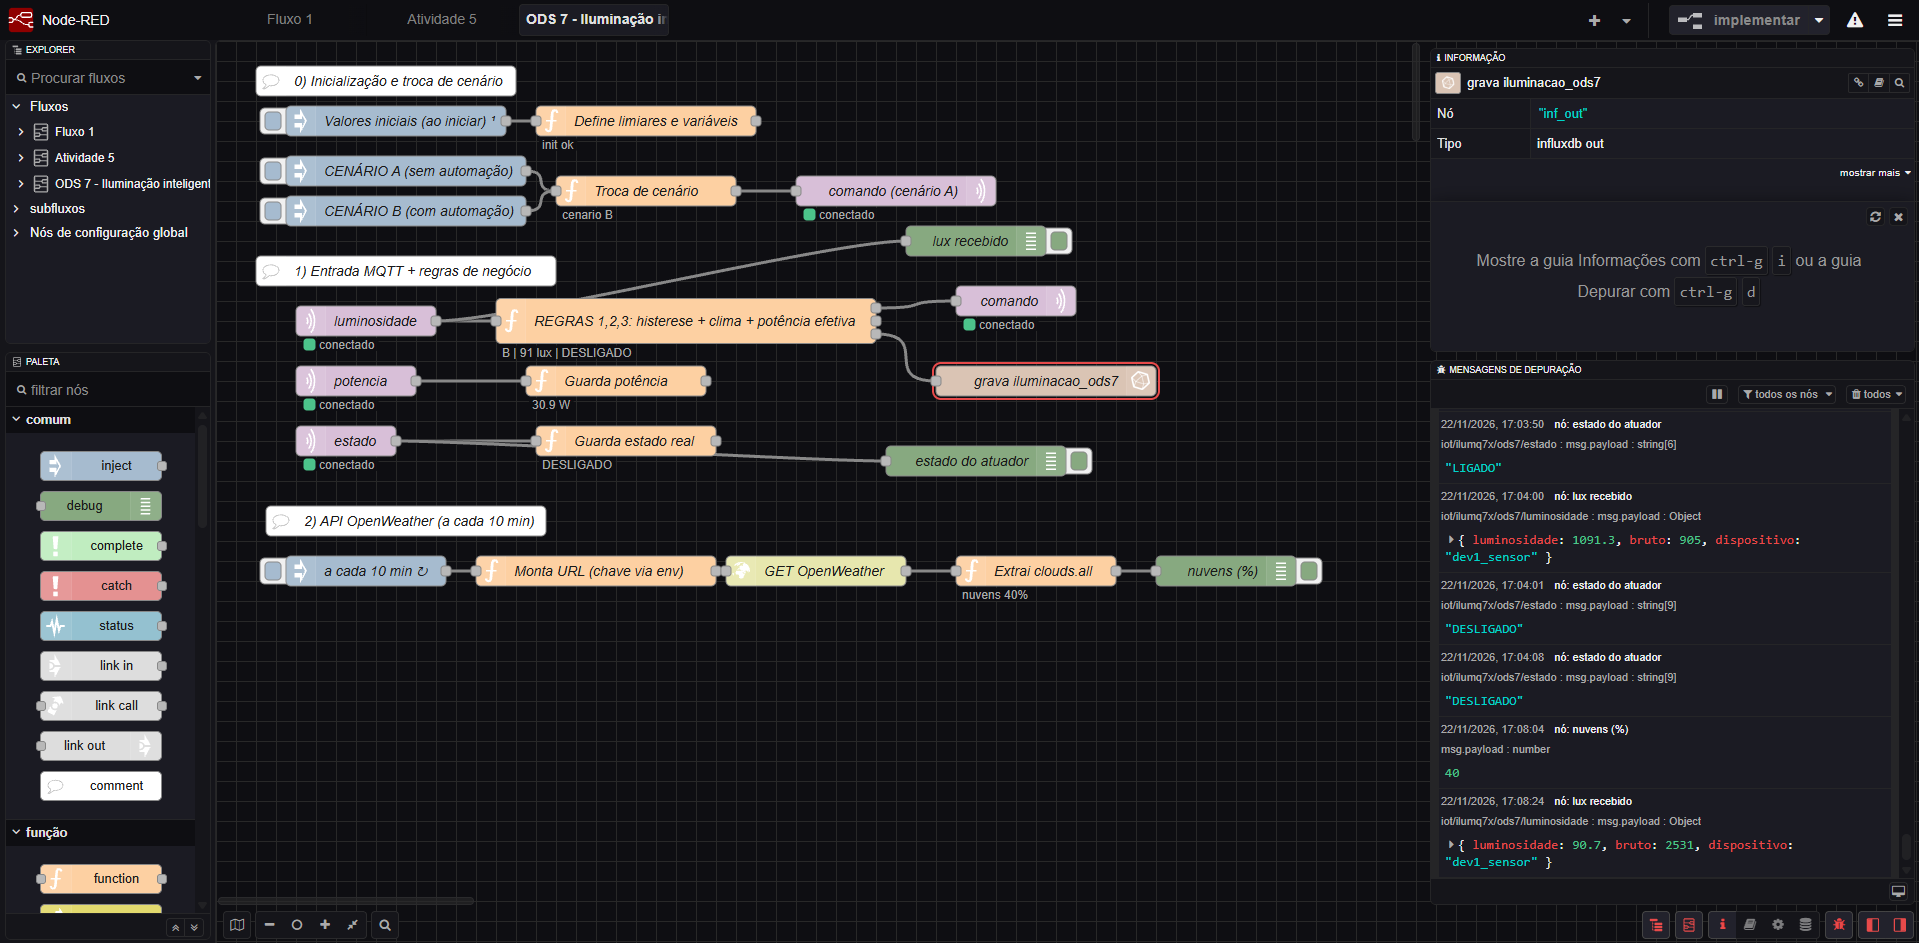 Node-RED
Fluxo 1
Atividade 5
ODS 7 - Iluminação in
implementar
EXPLORER
Procurar fluxos
Fluxos
Fluxo 1
Atividade 5
ODS 7 - Iluminação inteligent
subfluxos
Nós de configuração global
PALETA
filtrar nós
comum
inject
debug
complete
catch
status
link in
link call
link out
comment
função
function
0) Inicialização e troca de cenário
Valores iniciais (ao iniciar) ¹
Define limiares e variáveis
init ok
CENÁRIO A (sem automação)
CENÁRIO B (com automação)
Troca de cenário
cenario B
comando (cenário A)
conectado
lux recebido
1) Entrada MQTT + regras de negócio
luminosidade
conectado
REGRAS 1,2,3: histerese + clima + potência efetiva
B | 91 lux | DESLIGADO
comando
conectado
potencia
conectado
Guarda potência
30.9 W
grava iluminacao_ods7
estado
conectado
Guarda estado real
DESLIGADO
estado do atuador
2) API OpenWeather (a cada 10 min)
a cada 10 min ↻
Monta URL (chave via env)
GET OpenWeather
Extrai clouds.all
nuvens 40%
nuvens (%)
INFORMAÇÃO
grava iluminacao_ods7
Nó "inf_out"
Tipo influxdb out
mostrar mais
Mostre a guia Informações com ctrl-g i ou a guia
Depurar com ctrl-g d
MENSAGENS DE DEPURAÇÃO
todos os nós
todos
22/11/2026, 17:03:50 nó: estado do atuador
iot/ilumq7x/ods7/estado : msg.payload : string[6]
"LIGADO"
22/11/2026, 17:04:00 nó: lux recebido
iot/ilumq7x/ods7/luminosidade : msg.payload : Object
{ luminosidade: 1091.3, bruto: 905, dispositivo:
"dev1_sensor" }
22/11/2026, 17:04:01 nó: estado do atuador
iot/ilumq7x/ods7/estado : msg.payload : string[9]
"DESLIGADO"
22/11/2026, 17:04:08 nó: estado do atuador
iot/ilumq7x/ods7/estado : msg.payload : string[9]
"DESLIGADO"
22/11/2026, 17:08:04 nó: nuvens (%)
msg.payload : number
40
22/11/2026, 17:08:24 nó: lux recebido
iot/ilumq7x/ods7/luminosidade : msg.payload : Object
{ luminosidade: 90.7, bruto: 2531, dispositivo:
"dev1_sensor" }